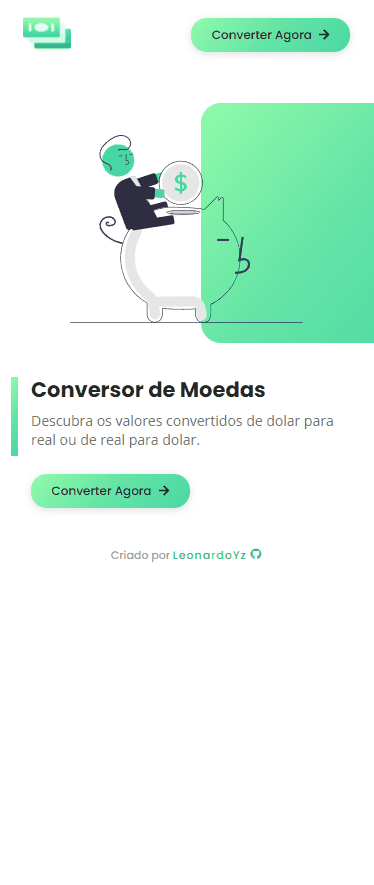 Converter Agora
$
Conversor de Moedas
Descubra os valores convertidos de dolar para
real ou de real para dolar.
Converter Agora
Criado por LeonardoYz